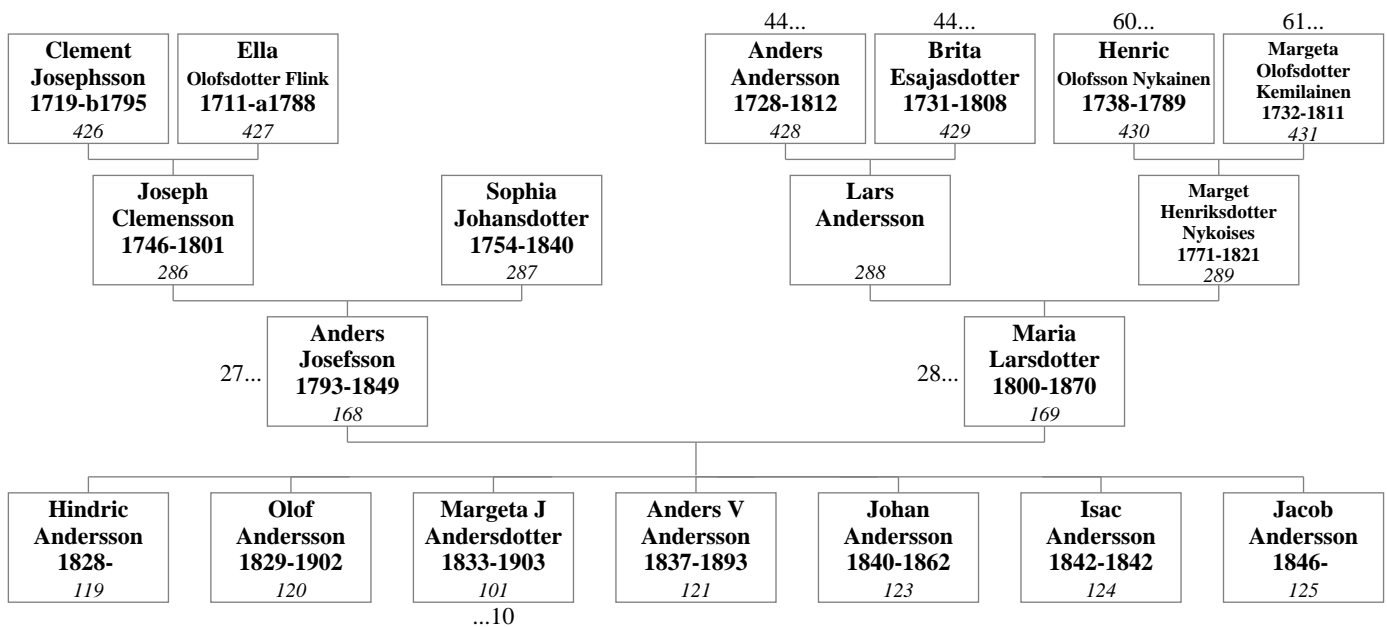 44...
44...
60...
61...
Clement
Josephsson
1719-b1795
426
Ella
Olofsdotter Flink
1711-a1788
427
Anders
Andersson
1728-1812
428
Brita
Esajasdotter
1731-1808
429
Henric
Olofsson Nykainen
1738-1789
430
Margeta
Olofsdotter
Kemilainen
1732-1811
431
Joseph
Clemensson
1746-1801
286
Sophia
Johansdotter
1754-1840
287
Lars
Andersson
288
Marget
Henriksdotter
Nykoises
1771-1821
289
27...
Anders
Josefsson
1793-1849
168
28...
Maria
Larsdotter
1800-1870
169
Hindric
Andersson
1828-
119
Olof
Andersson
1829-1902
120
Margeta J
Andersdotter
1833-1903
101
...10
Anders V
Andersson
1837-1893
121
Johan
Andersson
1840-1862
123
Isac
Andersson
1842-1842
124
Jacob
Andersson
1846-
125